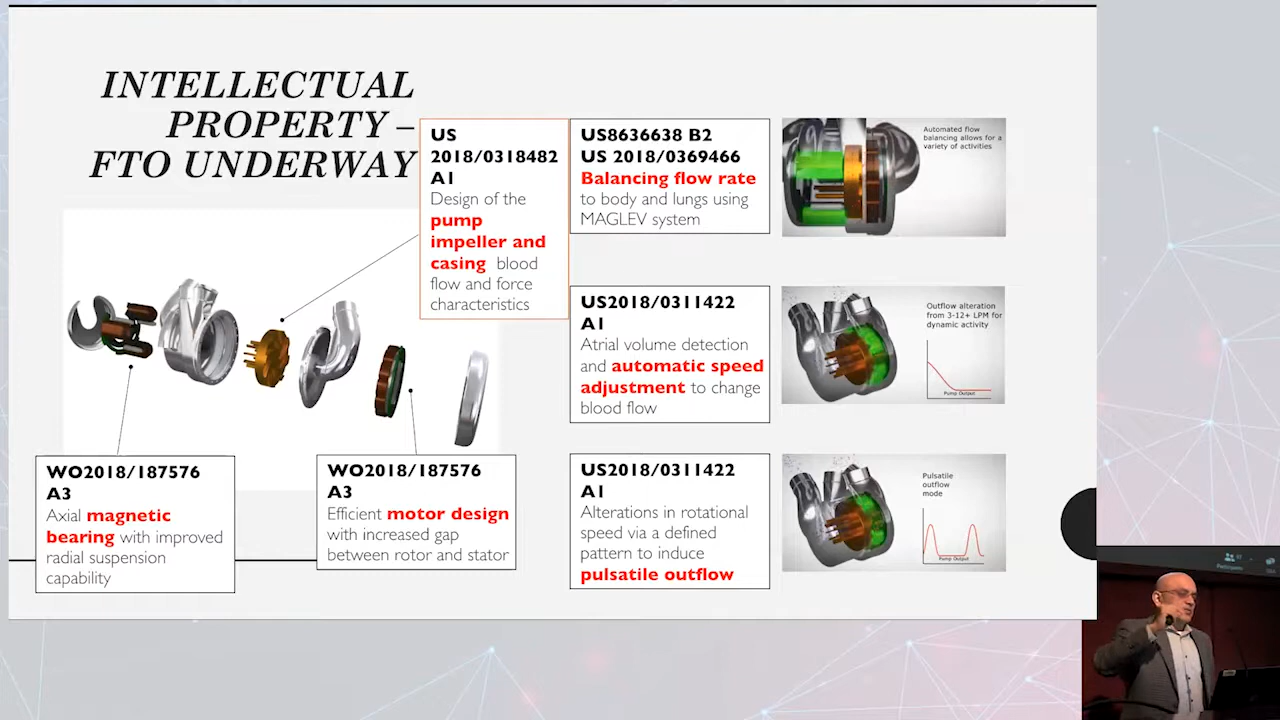 INTELLECTUAL
PROPERTY –
FTO UNDERWAY
US
2018/0318482
A1
Design of the
pump
impeller and
casing blood
flow and force
characteristics
US8636638 B2
US 2018/0369466
Balancing flow rate
to body and lungs using
MAGLEV system
Automated flow
balancing allows for a
variety of activities
US2018/0311422
A1
Atrial volume detection
and automatic speed
adjustment to change
blood flow
Outflow alteration
from 3-12+ LPM for
dynamic activity
Pump Output
WO2018/187576
A3
Axial magnetic
bearing with improved
radial suspension
capability
WO2018/187576
A3
Efficient motor design
with increased gap
between rotor and stator
US2018/0311422
A1
Alterations in rotational
speed via a defined
pattern to induce
pulsatile outflow
Pulsatile
outflow
mode
Pump Output
Participants